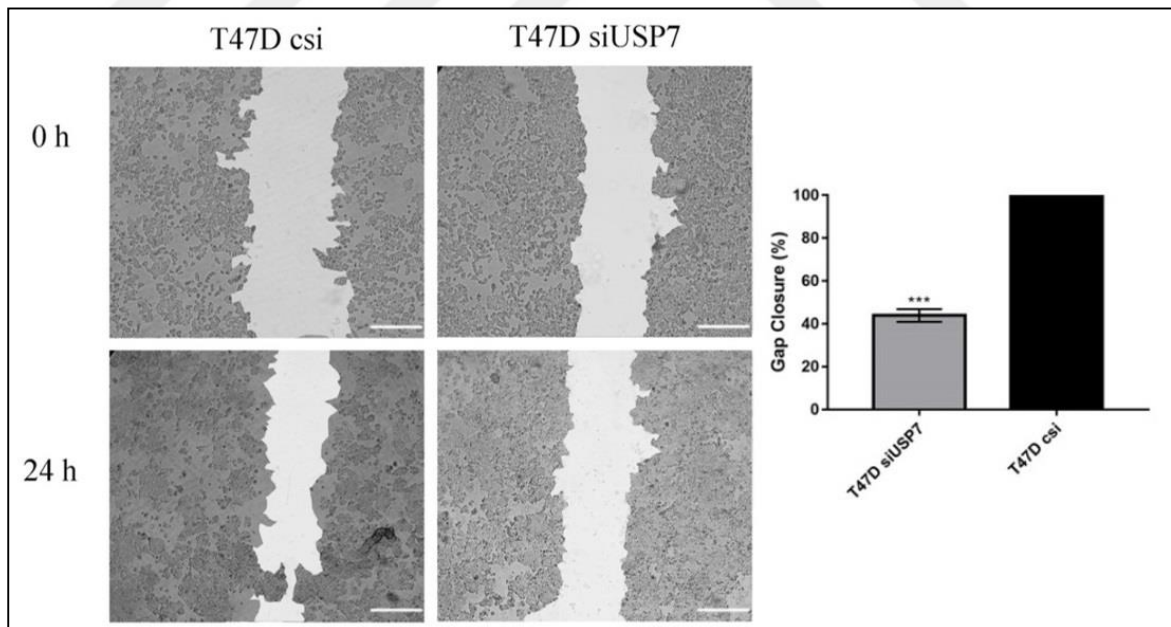 T47D csi
T47D siUSP7
0 h
24 h
Gap Closure (%)
100
80
60
40
20
0
***
T47D siUSP7
T47D csi